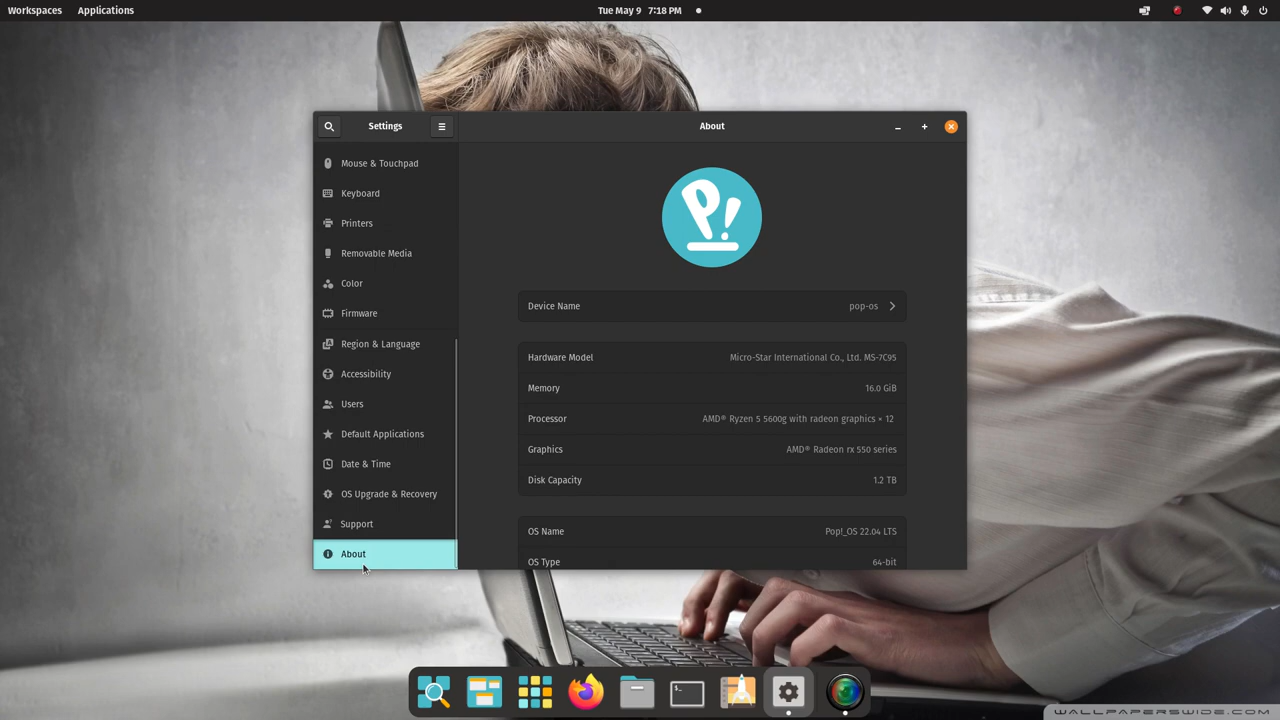 Workspaces Applications Tue May 9 7:18 PM
Settings About
Mouse & Touchpad
Keyboard
Printers
Removable Media
Color
Firmware
Region & Language
Accessibility
Users
Default Applications
Date & Time
OS Upgrade & Recovery
Support
About
P!
Device Name pop-os
Hardware Model Micro-Star International Co., Ltd. MS-7C95
Memory 16.0 GiB
Processor AMD® Ryzen 5 5600g with radeon graphics × 12
Graphics AMD® Radeon rx 550 series
Disk Capacity 1.2 TB
OS Name Pop!_OS 22.04 LTS
OS Type 64-bit
WALLPAPERSWIDE.COM